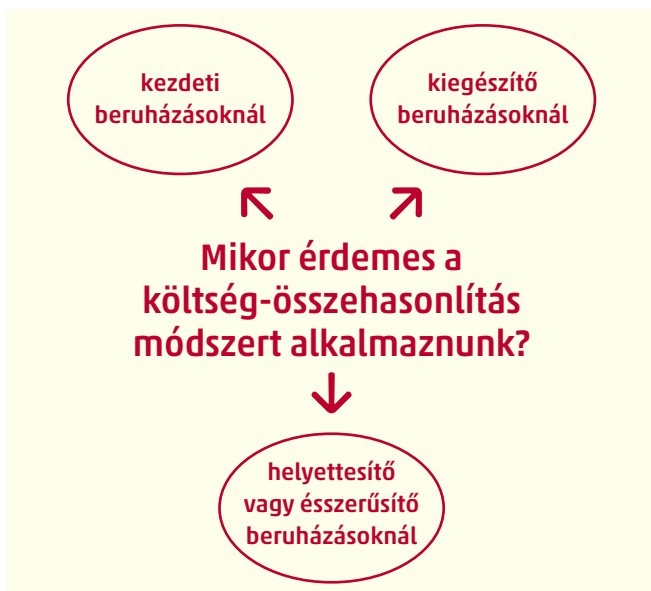 kezdeti
beruházásoknál
kiegészítő
beruházásoknál
Mikor érdemes a
költség-összehasonlítás
módszert alkalmaznunk?
helyettesítő
vagy ésszerűsítő
beruházásoknál